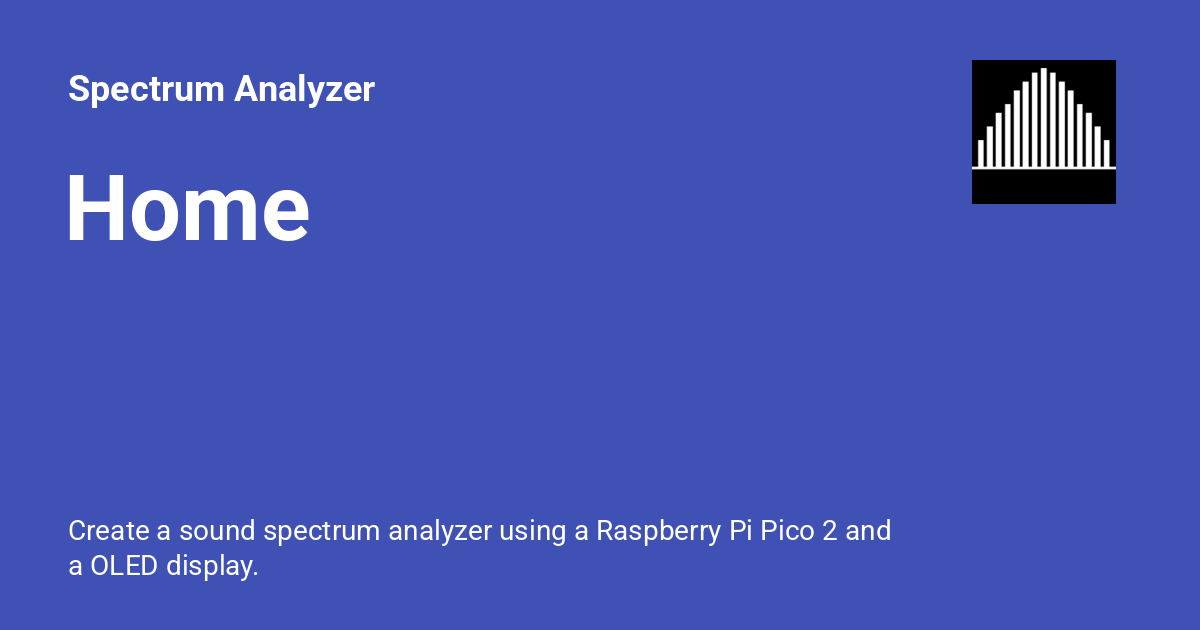 Spectrum Analyzer
Home
Create a sound spectrum analyzer using a Raspberry Pi Pico 2 and
a OLED display.